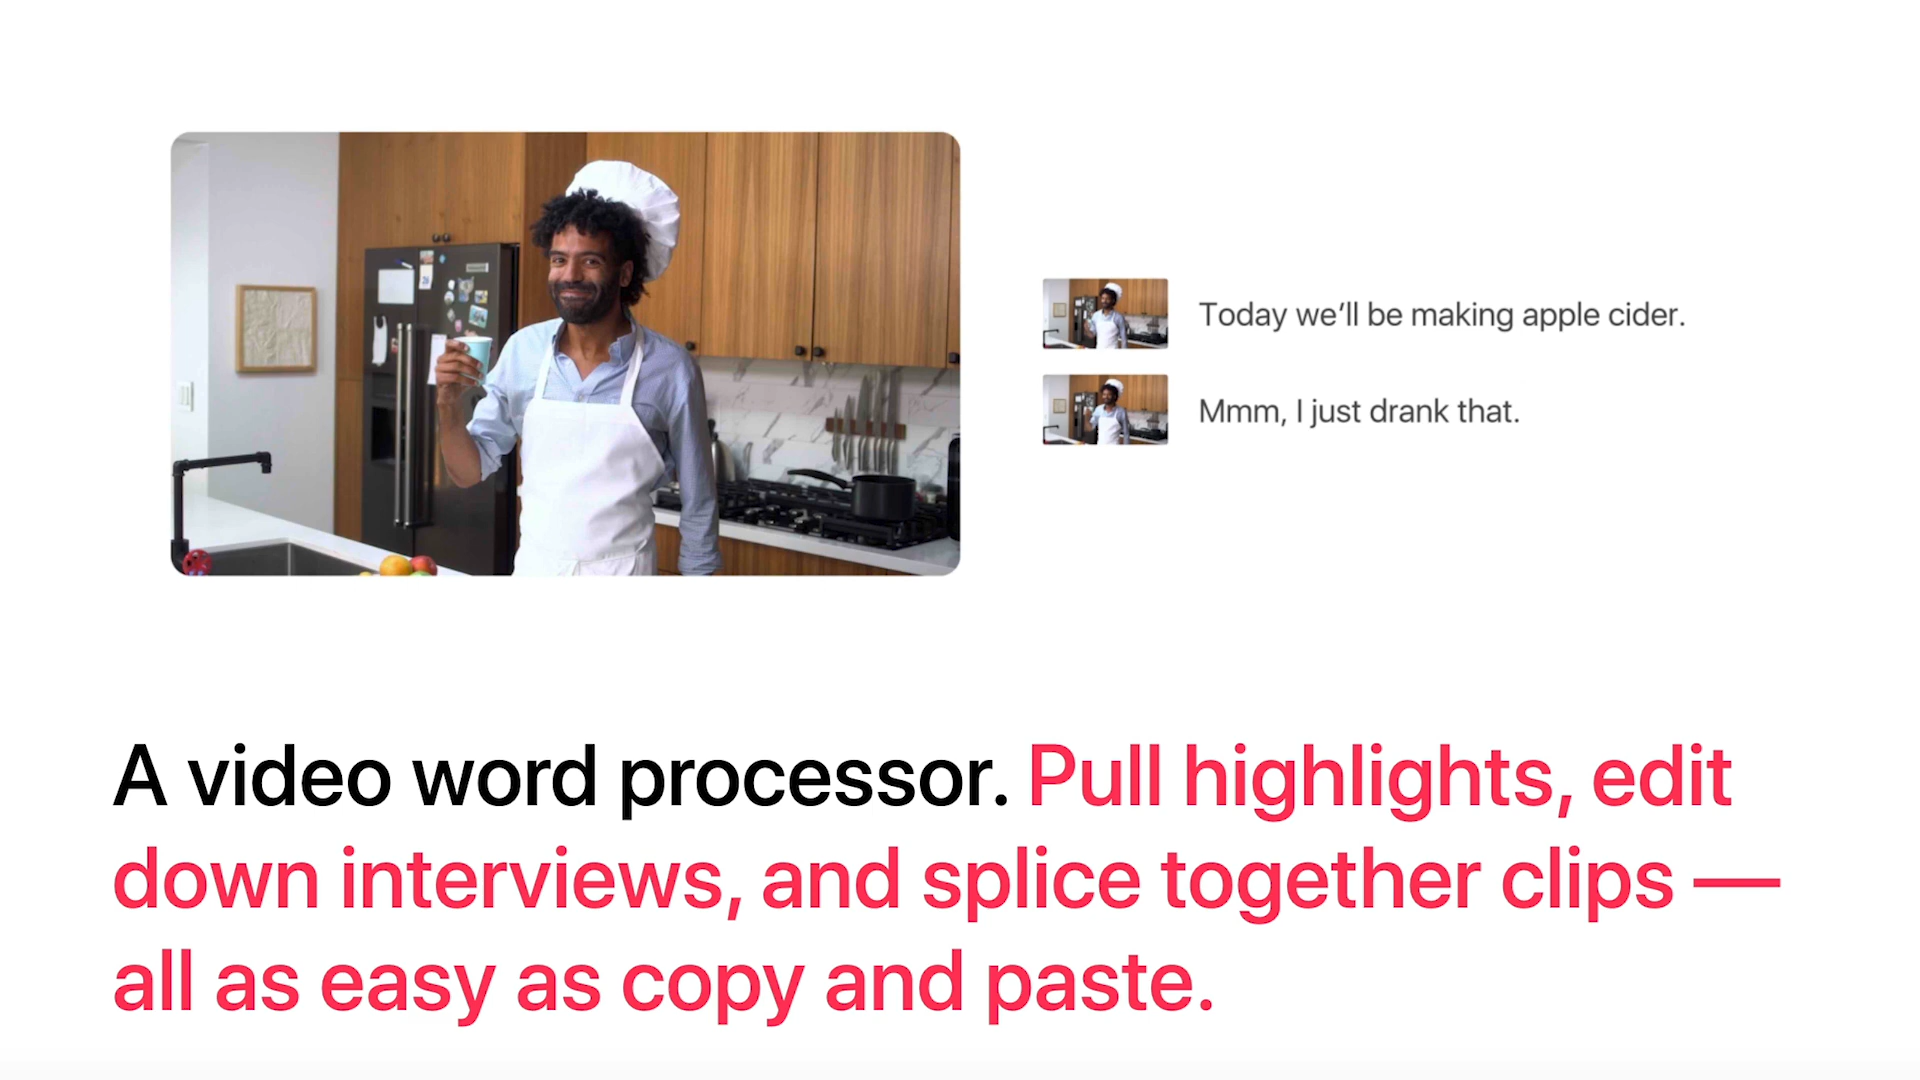 Today we’ll be making apple cider.
Mmm, I just drank that.
A video word processor. Pull highlights, edit
down interviews, and splice together clips —
all as easy as copy and paste.